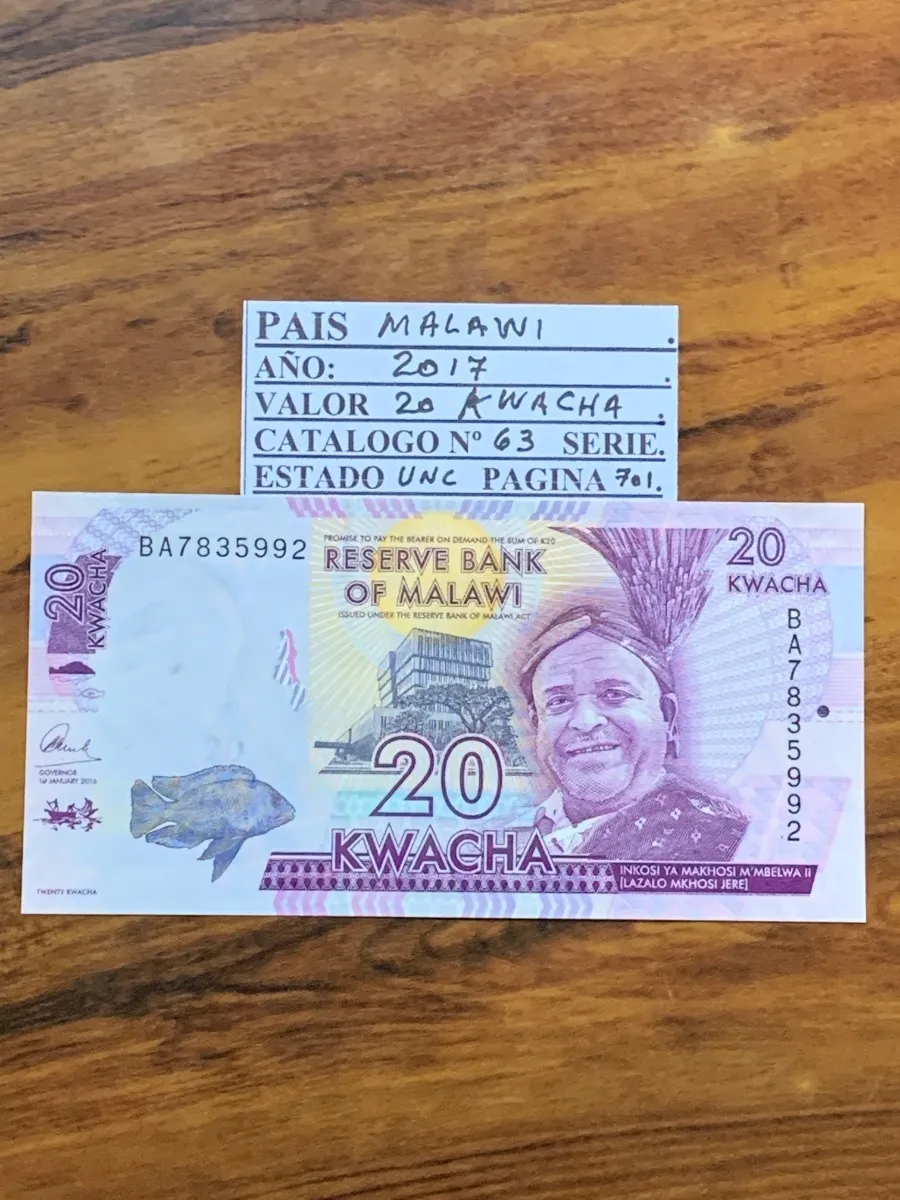 PAIS MALAWI .
AÑO: 2017 .
VALOR 20 KWACHA .
CATALOGO Nº 63 SERIE.
ESTADO UNC PAGINA 701.
20 KWACHA
BA7835992
PROMISE TO PAY THE BEARER ON DEMAND THE SUM OF K20
RESERVE BANK
OF MALAWI
ISSUED UNDER THE RESERVE BANK OF MALAWI ACT
20
KWACHA
BA7835992
GOVERNOR
1st JANUARY 2016
TWENTY KWACHA
20
KWACHA
INKOSI YA MAKHOSI M'MBELWA II
[LAZALO MKHOSI JERE]